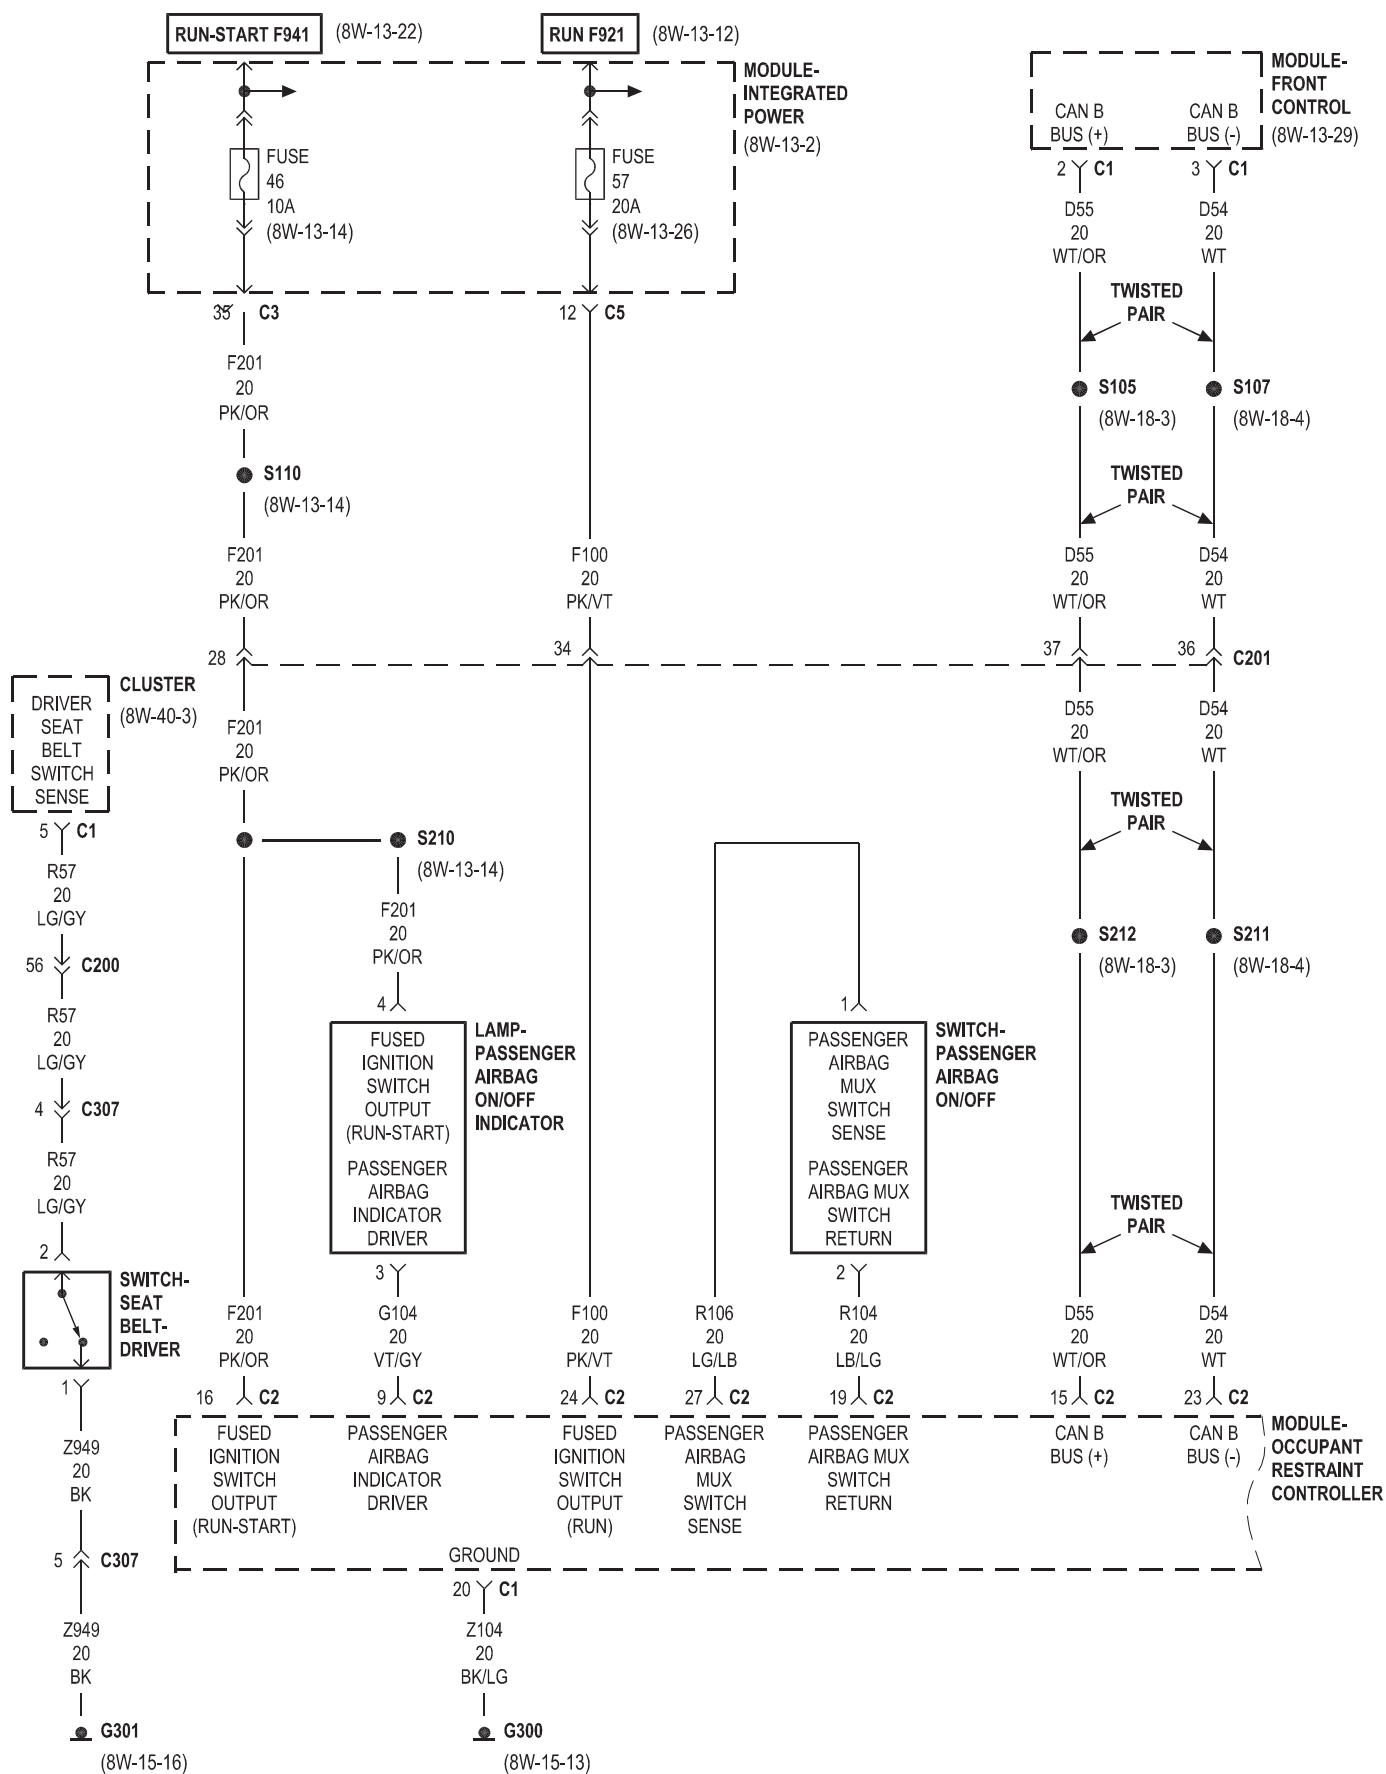 RUN-START F941 (8W-13-22)
RUN F921 (8W-13-12)
MODULE-
INTEGRATED
POWER
(8W-13-2)
FUSE
46
10A
(8W-13-14)
FUSE
57
20A
(8W-13-26)
MODULE-
FRONT
CONTROL
(8W-13-29)
CAN B
BUS (+)
CAN B
BUS (-)
2 C1
3 C1
D55
20
WT/OR
D54
20
WT
TWISTED
PAIR
35 C3
12 C5
F201
20
PK/OR
S105
(8W-18-3)
S107
(8W-18-4)
S110
(8W-13-14)
TWISTED
PAIR
F201
20
PK/OR
F100
20
PK/VT
D55
20
WT/OR
D54
20
WT
28
34
37
36
C201
CLUSTER
(8W-40-3)
DRIVER
SEAT
BELT
SWITCH
SENSE
5 C1
R57
20
LG/GY
56 C200
R57
20
LG/GY
4 C307
R57
20
LG/GY
2
SWITCH-
SEAT
BELT-
DRIVER
1
Z949
20
BK
5 C307
Z949
20
BK
G301
(8W-15-16)
F201
20
PK/OR
S210
(8W-13-14)
F201
20
PK/OR
4
FUSED
IGNITION
SWITCH
OUTPUT
(RUN-START)
PASSENGER
AIRBAG
INDICATOR
DRIVER
LAMP-
PASSENGER
AIRBAG
ON/OFF
INDICATOR
3
1
PASSENGER
AIRBAG
MUX
SWITCH
SENSE
PASSENGER
AIRBAG MUX
SWITCH
RETURN
SWITCH-
PASSENGER
AIRBAG
ON/OFF
2
D55
20
WT/OR
D54
20
WT
TWISTED
PAIR
S212
(8W-18-3)
S211
(8W-18-4)
TWISTED
PAIR
F201
20
PK/OR
G104
20
VT/GY
F100
20
PK/VT
R106
20
LG/LB
R104
20
LB/LG
D55
20
WT/OR
D54
20
WT
16 C2
9 C2
24 C2
27 C2
19 C2
15 C2
23 C2
FUSED
IGNITION
SWITCH
OUTPUT
(RUN-START)
PASSENGER
AIRBAG
INDICATOR
DRIVER
FUSED
IGNITION
SWITCH
OUTPUT
(RUN)
PASSENGER
AIRBAG
MUX
SWITCH
SENSE
PASSENGER
AIRBAG MUX
SWITCH
RETURN
CAN B
BUS (+)
CAN B
BUS (-)
MODULE-
OCCUPANT
RESTRAINT
CONTROLLER
GROUND
20 C1
Z104
20
BK/LG
G300
(8W-15-13)